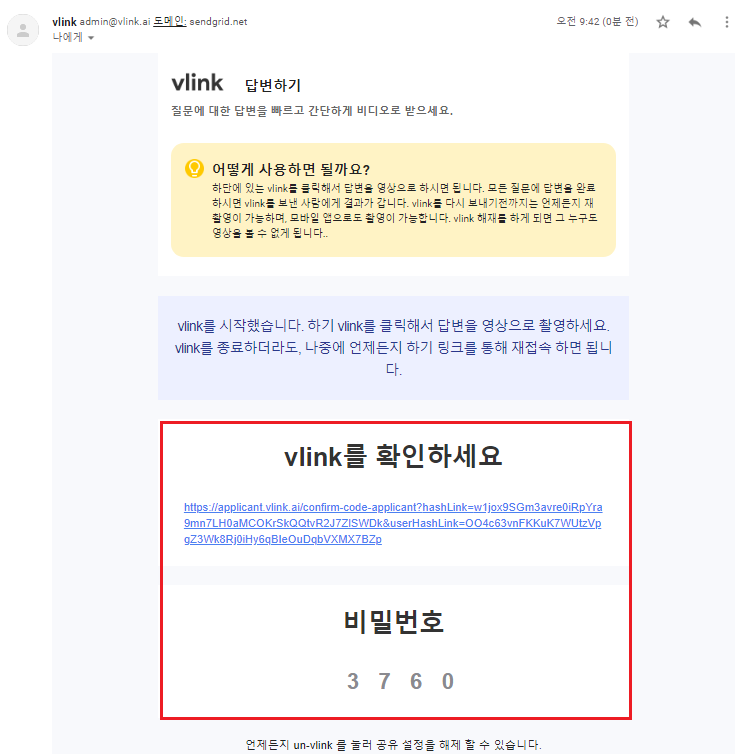 vlink admin@vlink.ai 도메인: sendgrid.net
오전 9:42 (0분 전)
나에게
vlink 답변하기
질문에 대한 답변을 빠르고 간단하게 비디오로 받으세요.
어떻게 사용하면 될까요?
하단에 있는 vlink를 클릭해서 답변을 영상으로 하시면 됩니다. 모든 질문에 답변을 완료
하시면 vlink를 보낸 사람에게 결과가 갑니다. vlink를 다시 보내기전까지는 언제든지 재
촬영이 가능하며, 모바일 앱으로도 촬영이 가능합니다. vlink 해재를 하게 되면 그 누구도
영상을 볼 수 없게 됩니다..
vlink를 시작했습니다. 하기 vlink를 클릭해서 답변을 영상으로 촬영하세요.
vlink를 종료하더라도, 나중에 언제든지 하기 링크를 통해 재접속 하면 됩니
다.
vlink를 확인하세요
https://applicant.vlink.ai/confirm-code-applicant?hashLink=w1jox9SGm3avre0iRpYra
9mn7LH0aMCOKrSkQQtvR2J7ZlSWDk&userHashLink=OO4c63vnFKKuK7WUtzVp
gZ3Wk8Rj0iHy6qBIeOuDqbVXMX7BZp
비밀번호
3 7 6 0
언제든지 un-vlink 를 눌러 공유 설정을 해제 할 수 있습니다.